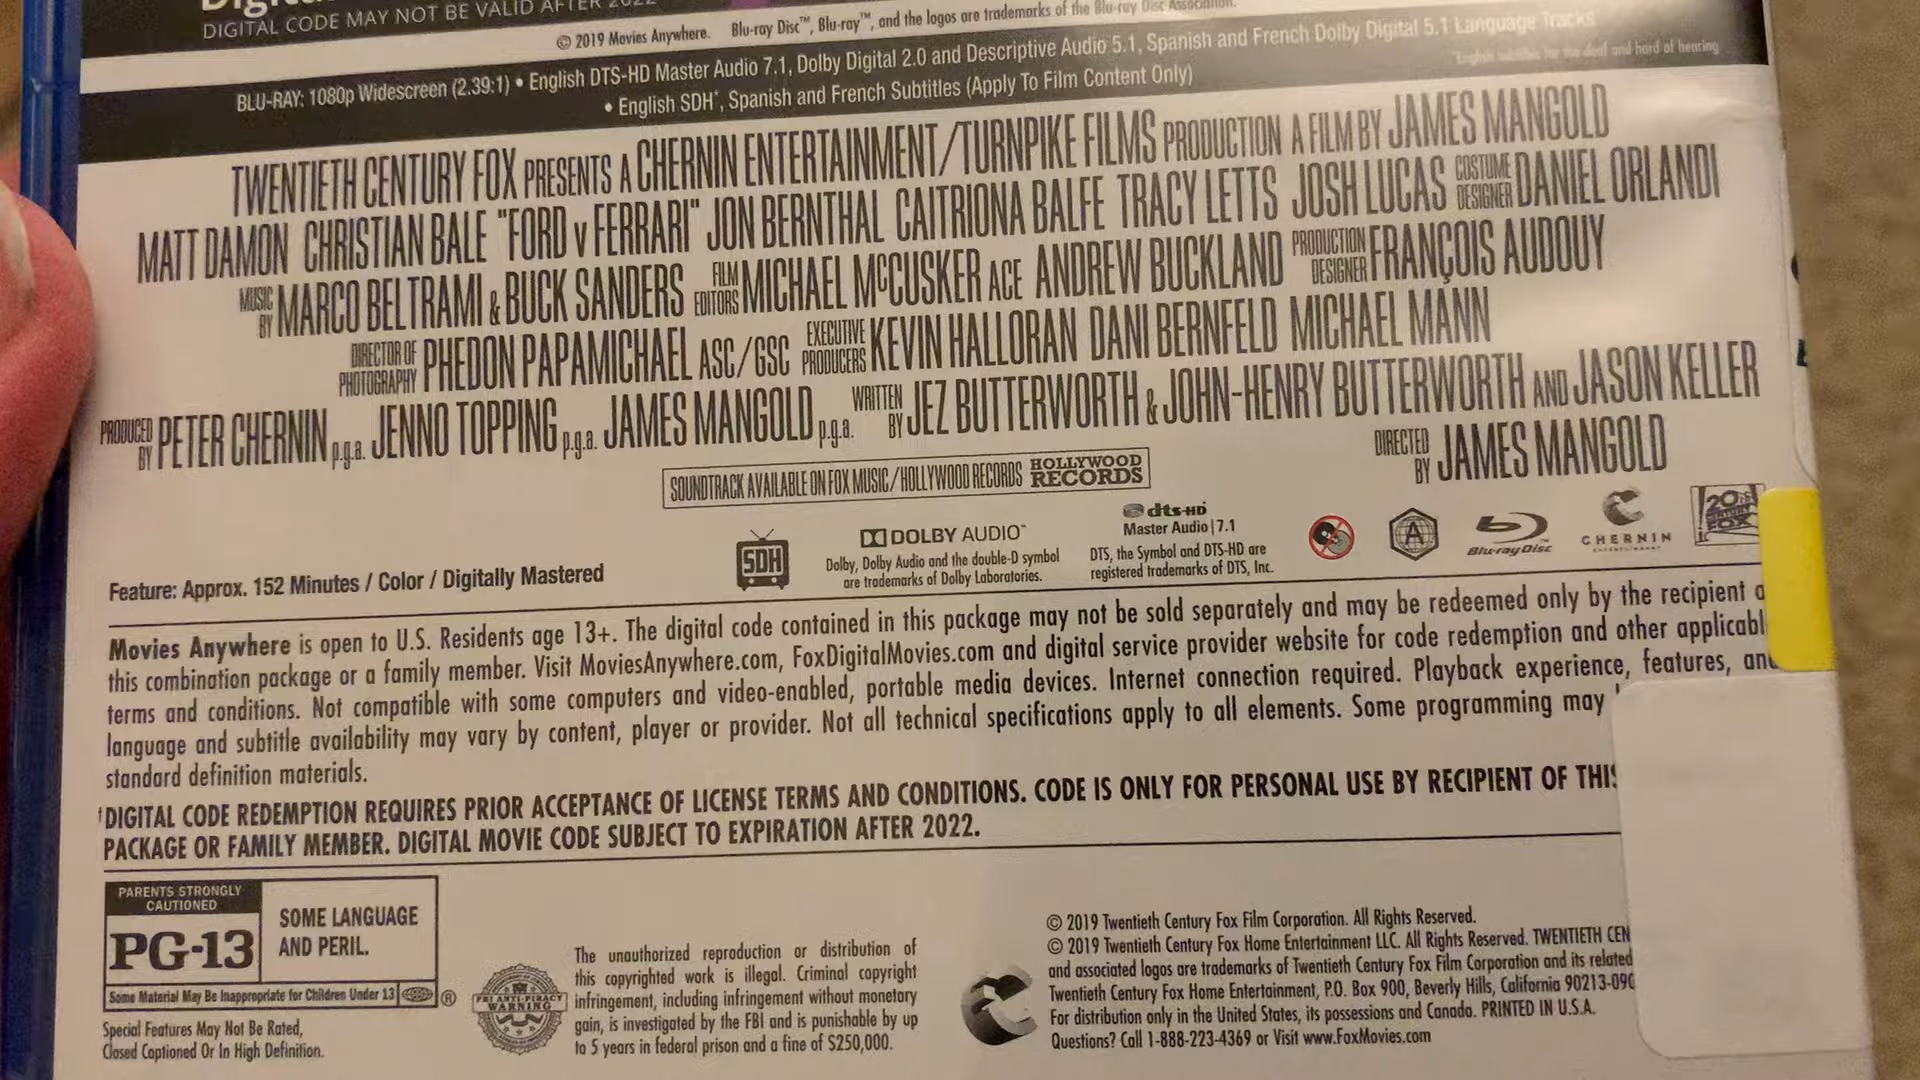 DIGITAL CODE MAY NOT BE VALID AFTER 2022
© 2019 Movies Anywhere. Blu-ray Disc™, Blu-ray™, and the logos are trademarks of the Blu-ray Disc Association.
BLU-RAY: 1080p Widescreen (2.39:1) • English DTS-HD Master Audio 7.1, Dolby Digital 2.0 and Descriptive Audio 5.1, Spanish and French Dolby Digital 5.1 Language Tracks
• English SDH*, Spanish and French Subtitles (Apply To Film Content Only)
*English subtitles for the deaf and hard of hearing
TWENTIETH CENTURY FOX PRESENTS A CHERNIN ENTERTAINMENT/TURNPIKE FILMS PRODUCTION A FILM BY JAMES MANGOLD
MATT DAMON CHRISTIAN BALE "FORD v FERRARI" JON BERNTHAL CAITRIONA BALFE TRACY LETTS JOSH LUCAS COSTUME DESIGNER DANIEL ORLANDI
MUSIC BY MARCO BELTRAMI & BUCK SANDERS FILM EDITORS MICHAEL McCUSKER ACE ANDREW BUCKLAND PRODUCTION DESIGNER FRANÇOIS AUDOUY
DIRECTOR OF PHOTOGRAPHY PHEDON PAPAMICHAEL ASC/GSC EXECUTIVE PRODUCERS KEVIN HALLORAN DANI BERNFELD MICHAEL MANN
PRODUCED BY PETER CHERNIN p.g.a. JENNO TOPPING p.g.a. JAMES MANGOLD p.g.a. WRITTEN BY JEZ BUTTERWORTH & JOHN-HENRY BUTTERWORTH AND JASON KELLER
DIRECTED BY JAMES MANGOLD
SOUNDTRACK AVAILABLE ON FOX MUSIC/HOLLYWOOD RECORDS HOLLYWOOD RECORDS
Feature: Approx. 152 Minutes / Color / Digitally Mastered
SDH
DOLBY AUDIO™
Dolby, Dolby Audio and the double-D symbol
are trademarks of Dolby Laboratories.
dts-HD
Master Audio | 7.1
DTS, the Symbol and DTS-HD are
registered trademarks of DTS, Inc.
A
Blu-ray Disc
CHERNIN
ENTERTAINMENT
20th
CENTURY
FOX
Movies Anywhere is open to U.S. Residents age 13+. The digital code contained in this package may not be sold separately and may be redeemed only by the recipient o
this combination package or a family member. Visit MoviesAnywhere.com, FoxDigitalMovies.com and digital service provider website for code redemption and other applicabl
terms and conditions. Not compatible with some computers and video-enabled, portable media devices. Internet connection required. Playback experience, features, and
language and subtitle availability may vary by content, player or provider. Not all technical specifications apply to all elements. Some programming may
standard definition materials.
†DIGITAL CODE REDEMPTION REQUIRES PRIOR ACCEPTANCE OF LICENSE TERMS AND CONDITIONS. CODE IS ONLY FOR PERSONAL USE BY RECIPIENT OF THIS
PACKAGE OR FAMILY MEMBER. DIGITAL MOVIE CODE SUBJECT TO EXPIRATION AFTER 2022.
PARENTS STRONGLY
CAUTIONED
PG-13
SOME LANGUAGE
AND PERIL.
Some Material May Be Inappropriate for Children Under 13 ®
Special Features May Not Be Rated,
Closed Captioned Or In High Definition.
FBI ANTI-PIRACY
WARNING
The unauthorized reproduction or distribution of
this copyrighted work is illegal. Criminal copyright
infringement, including infringement without monetary
gain, is investigated by the FBI and is punishable by up
to 5 years in federal prison and a fine of $250,000.
© 2019 Twentieth Century Fox Film Corporation. All Rights Reserved.
© 2019 Twentieth Century Fox Home Entertainment LLC. All Rights Reserved. TWENTIETH CEN
and associated logos are trademarks of Twentieth Century Fox Film Corporation and its related
Twentieth Century Fox Home Entertainment, P.O. Box 900, Beverly Hills, California 90213-090
For distribution only in the United States, its possessions and Canada. PRINTED IN U.S.A.
Questions? Call 1-888-223-4369 or Visit www.FoxMovies.com